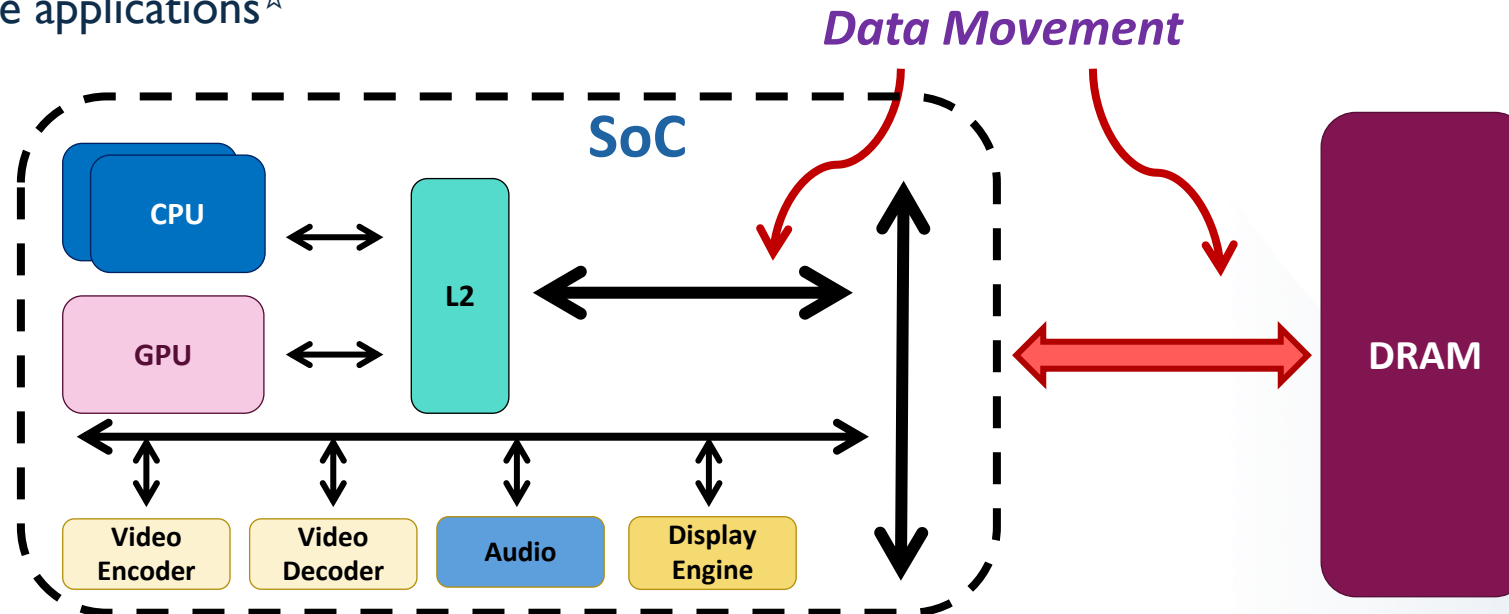 e applications☆
Data Movement
SoC
CPU
L2
GPU
DRAM
Video
Encoder
Video
Decoder
Audio
Display
Engine